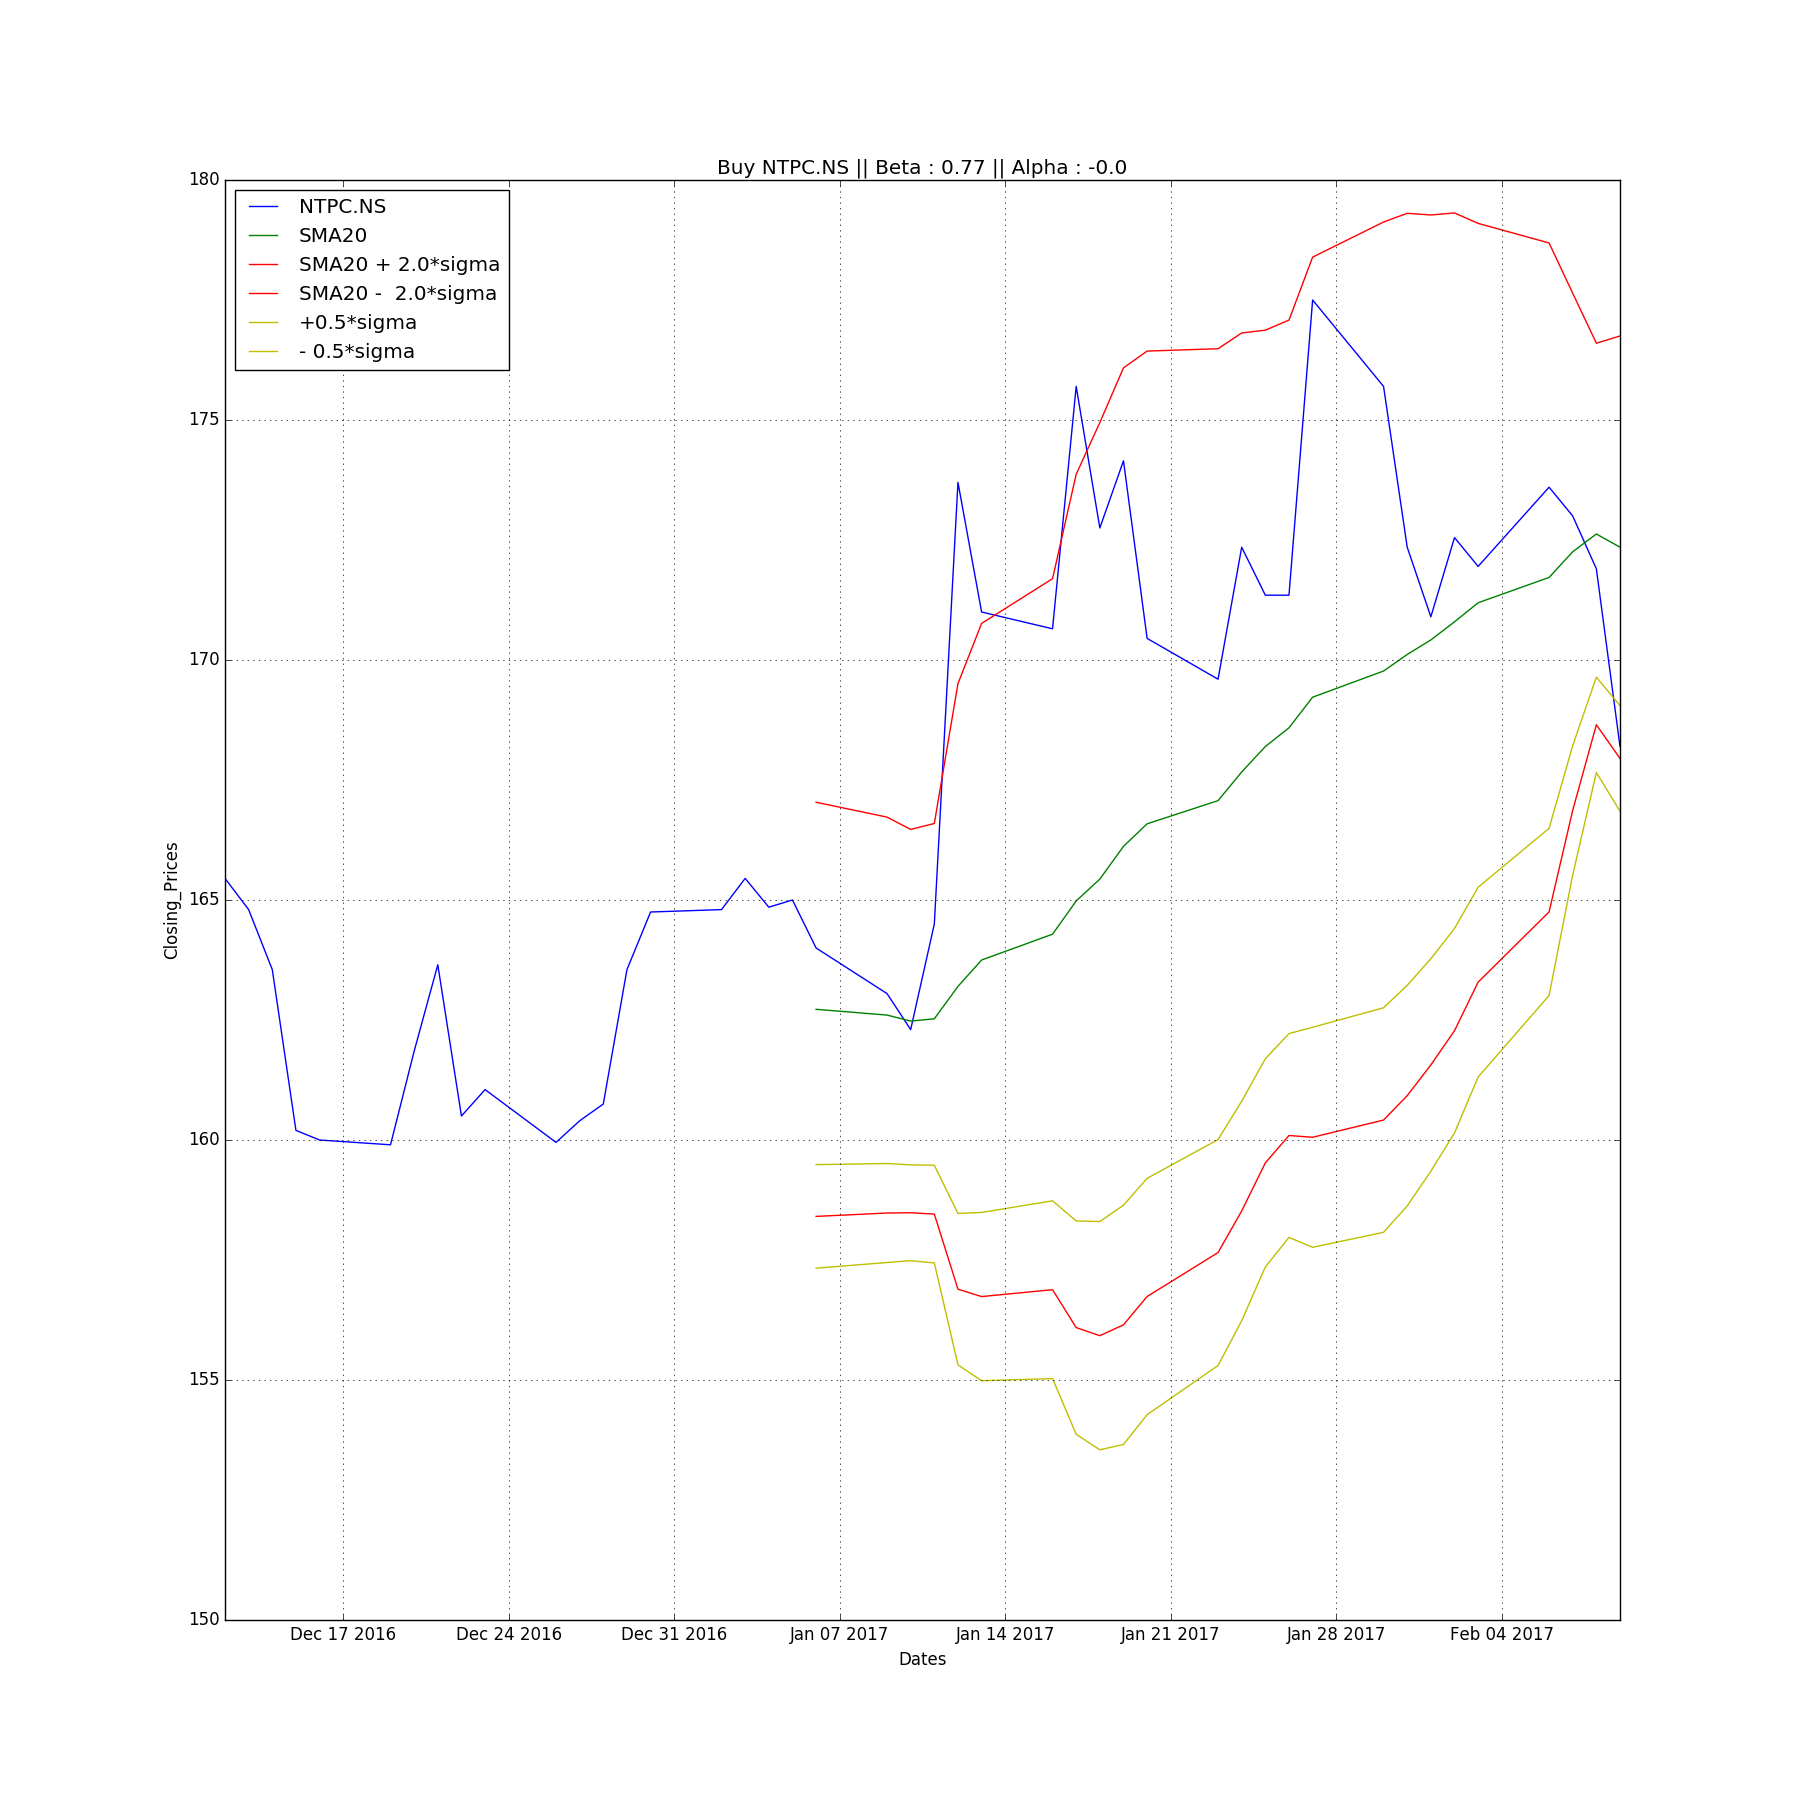 Buy NTPC.NS || Beta : 0.77 || Alpha : -0.0
180
175
170
165
160
155
150
Closing_Prices
NTPC.NS
SMA20
SMA20 + 2.0*sigma
SMA20 -  2.0*sigma
+0.5*sigma
- 0.5*sigma
Dec 17 2016
Dec 24 2016
Dec 31 2016
Jan 07 2017
Jan 14 2017
Jan 21 2017
Jan 28 2017
Feb 04 2017
Dates